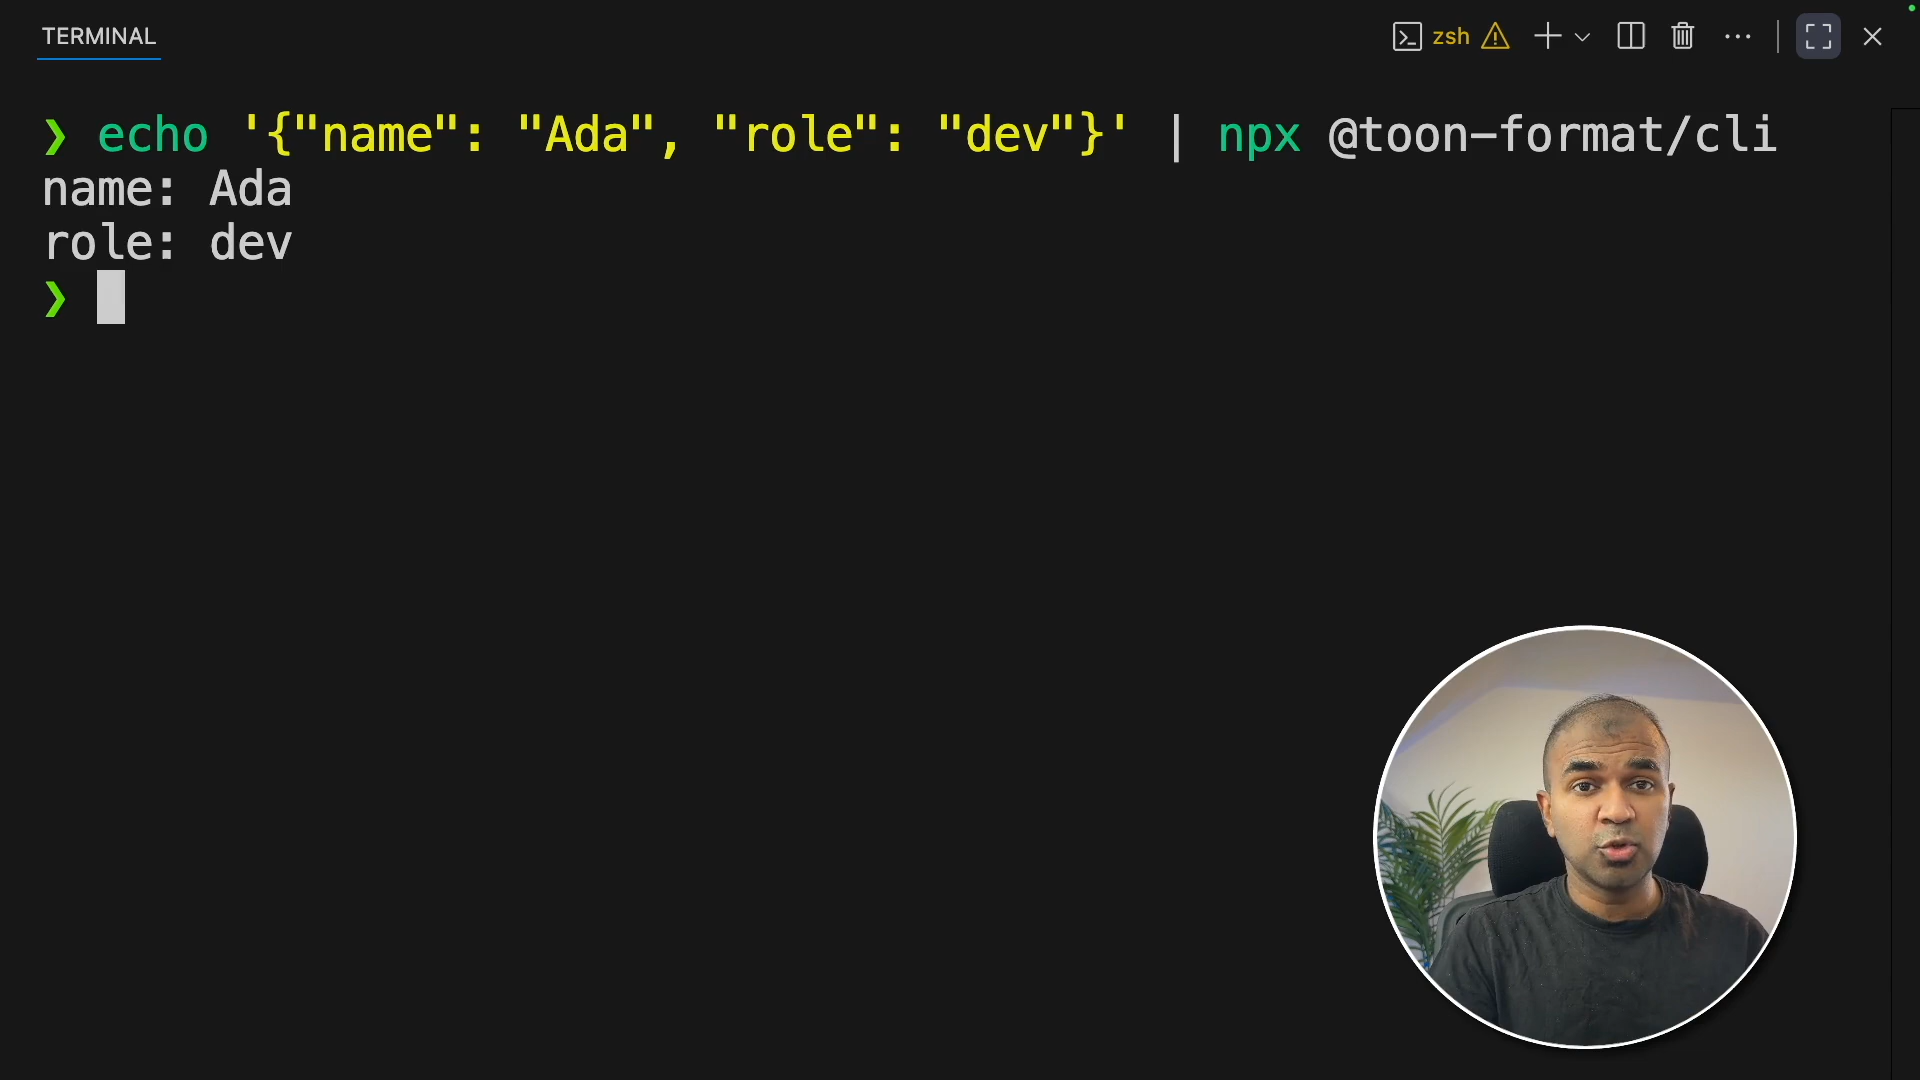 TERMINAL
zsh
❯ echo '{"name": "Ada", "role": "dev"}' | npx @toon-format/cli
name: Ada
role: dev
❯